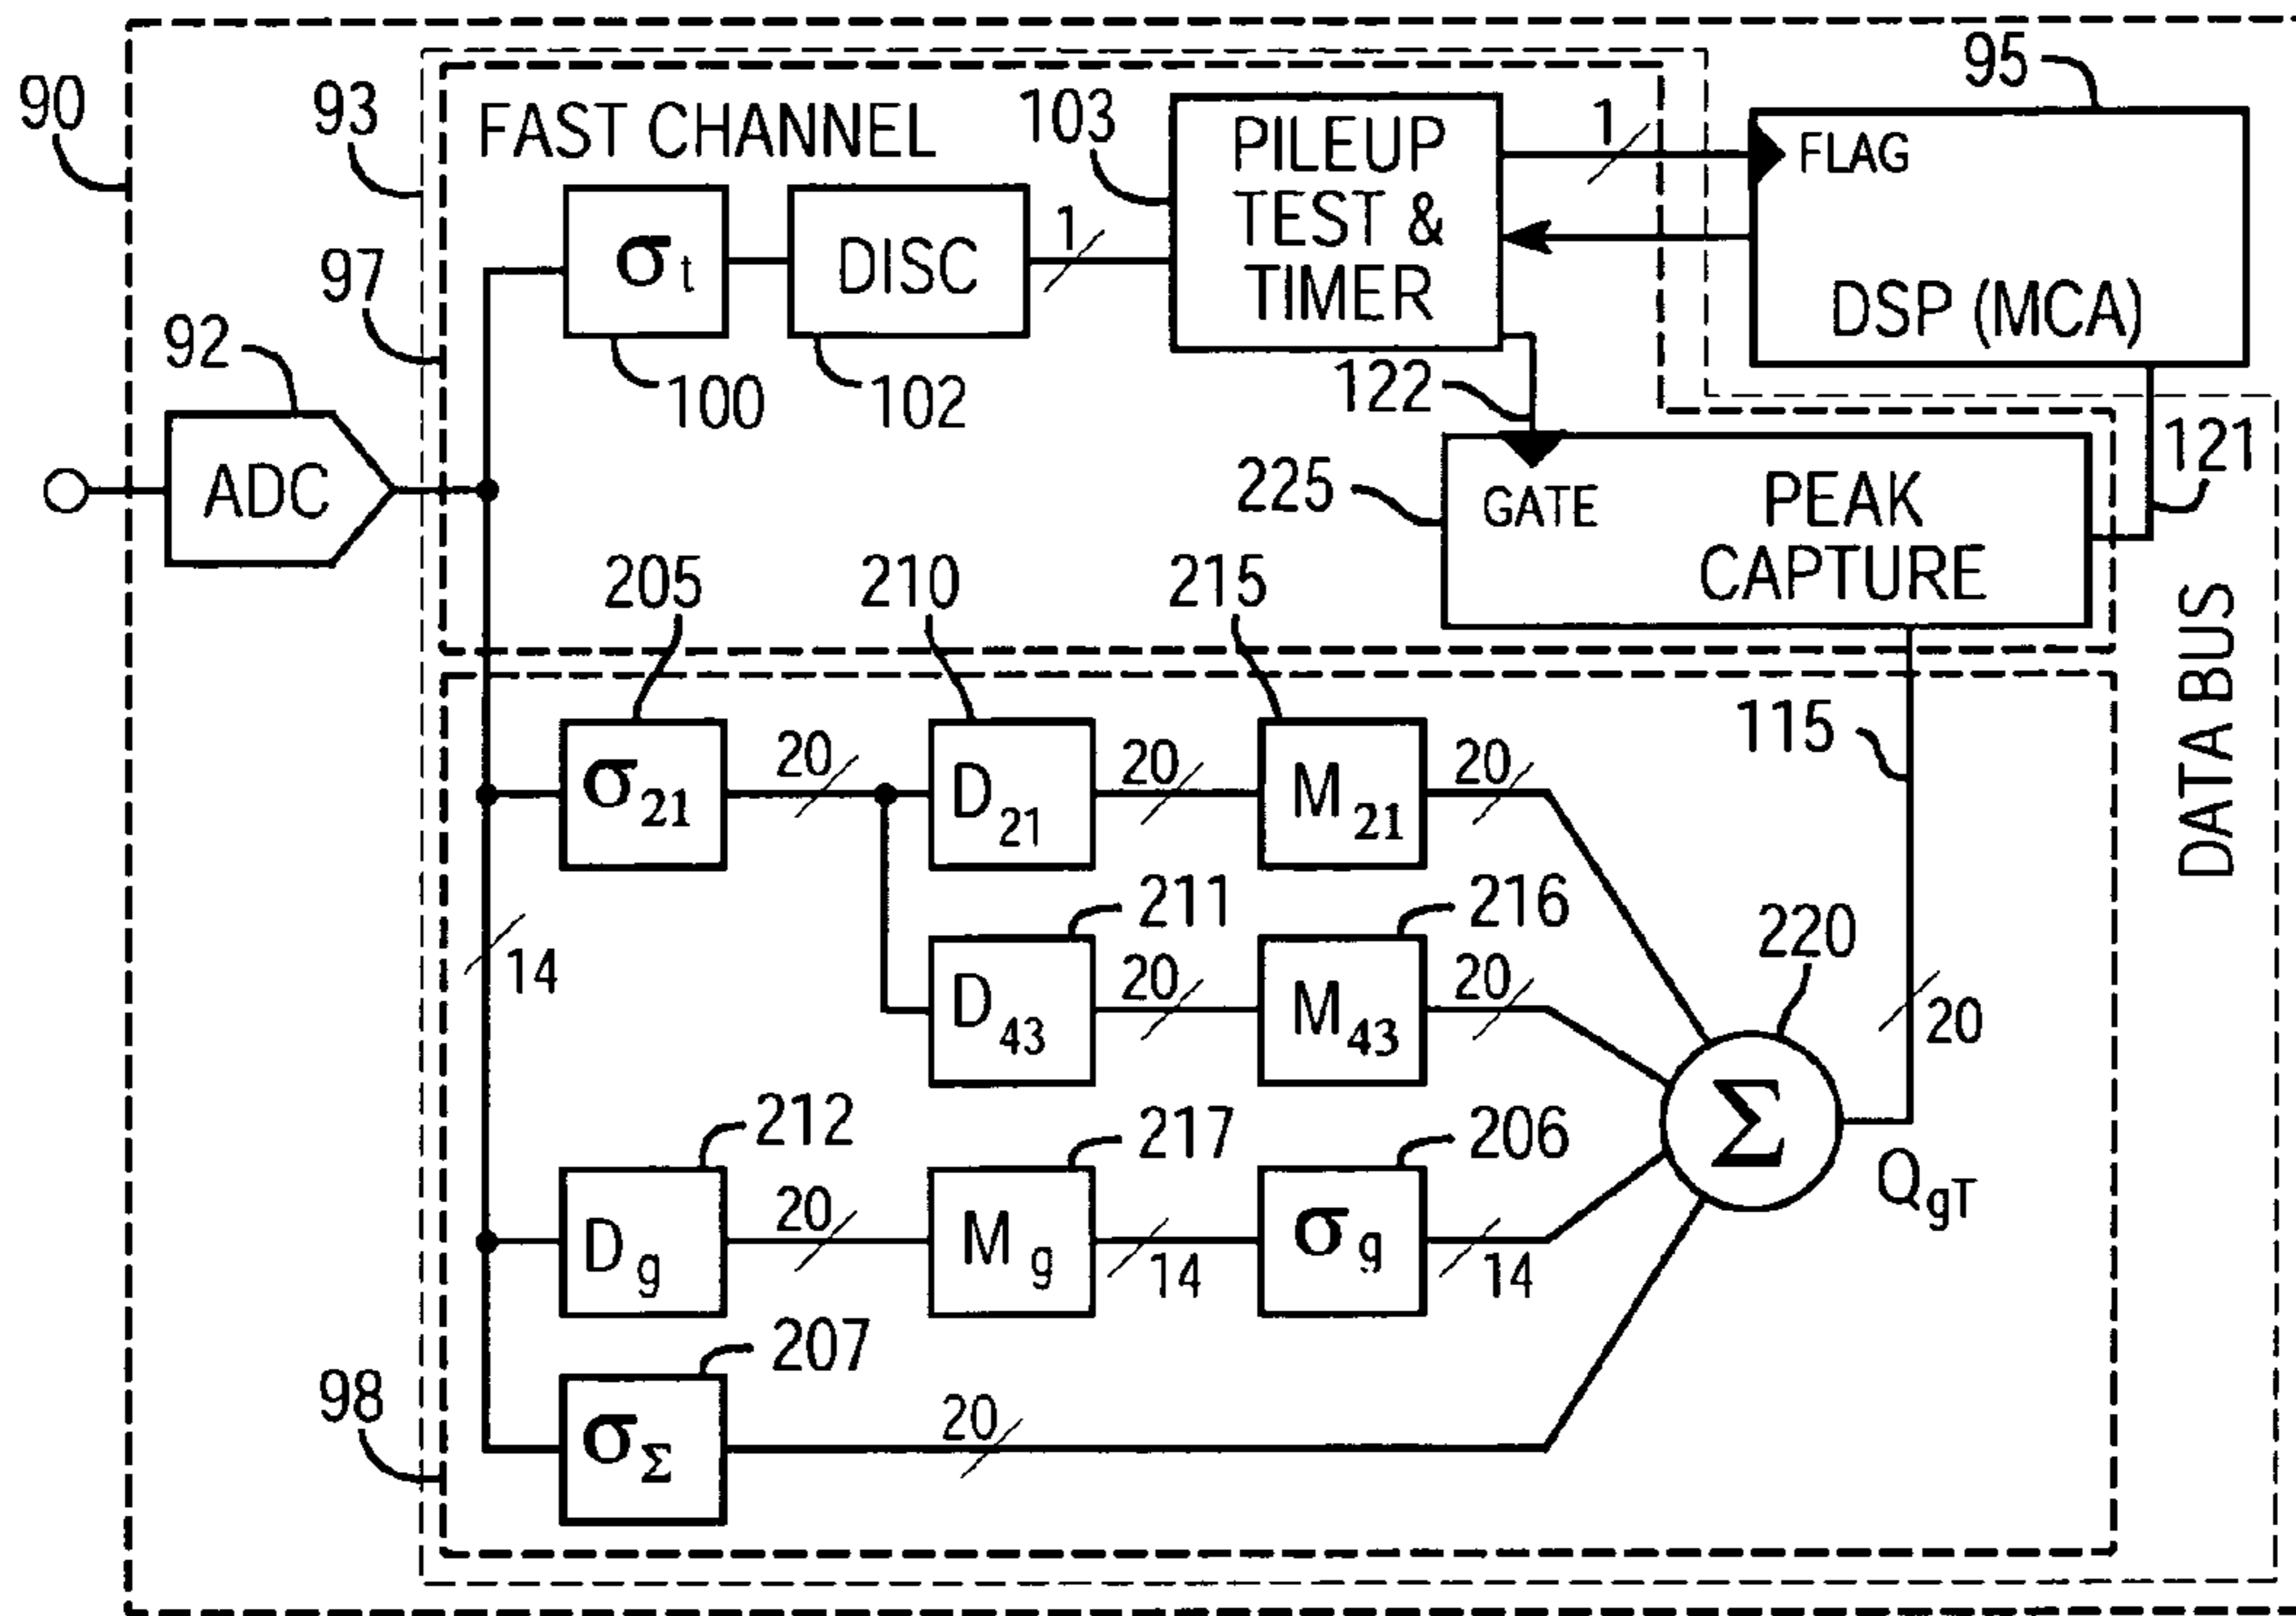 90
93
FAST CHANNEL
103
PILEUP
TEST &
TIMER
1
95
FLAG
DSP (MCA)
97
σt
DISC
1
92
100
102
122
121
ADC
225
GATE
PEAK
CAPTURE
DATA BUS
205
210
215
115
σ21
20
D21
20
M21
20
211
216
220
14
D43
20
M43
20
20
212
217
206
Σ
QgT
Dg
20
Mg
14
σg
14
207
98
σΣ
20